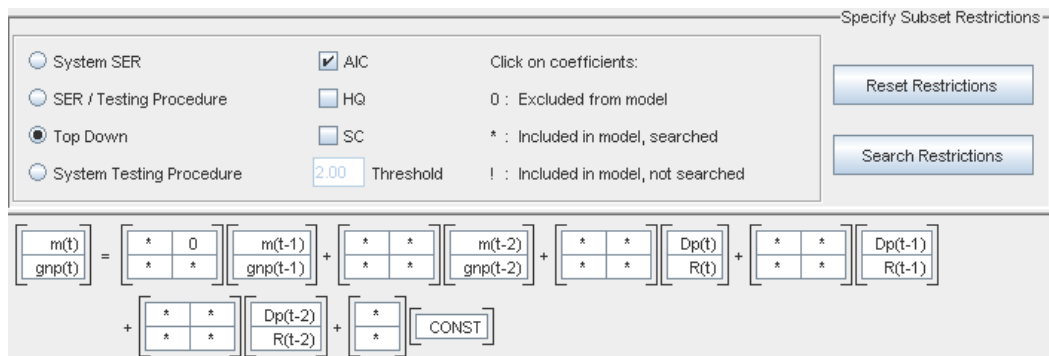 Specify Subset Restrictions
System SER AIC Click on coefficients: Reset Restrictions
SER / Testing Procedure HQ 0 : Excluded from model
Top Down SC * : Included in model, searched Search Restrictions
System Testing Procedure 2.00 Threshold ! : Included in model, not searched
m(t) * 0 m(t-1) * * m(t-2) * * Dp(t) * * Dp(t-1)
= + + +
gnp(t) * * gnp(t-1) * * gnp(t-2) * * R(t) * * R(t-1)
* * Dp(t-2) *
+ + CONST
* * R(t-2) *